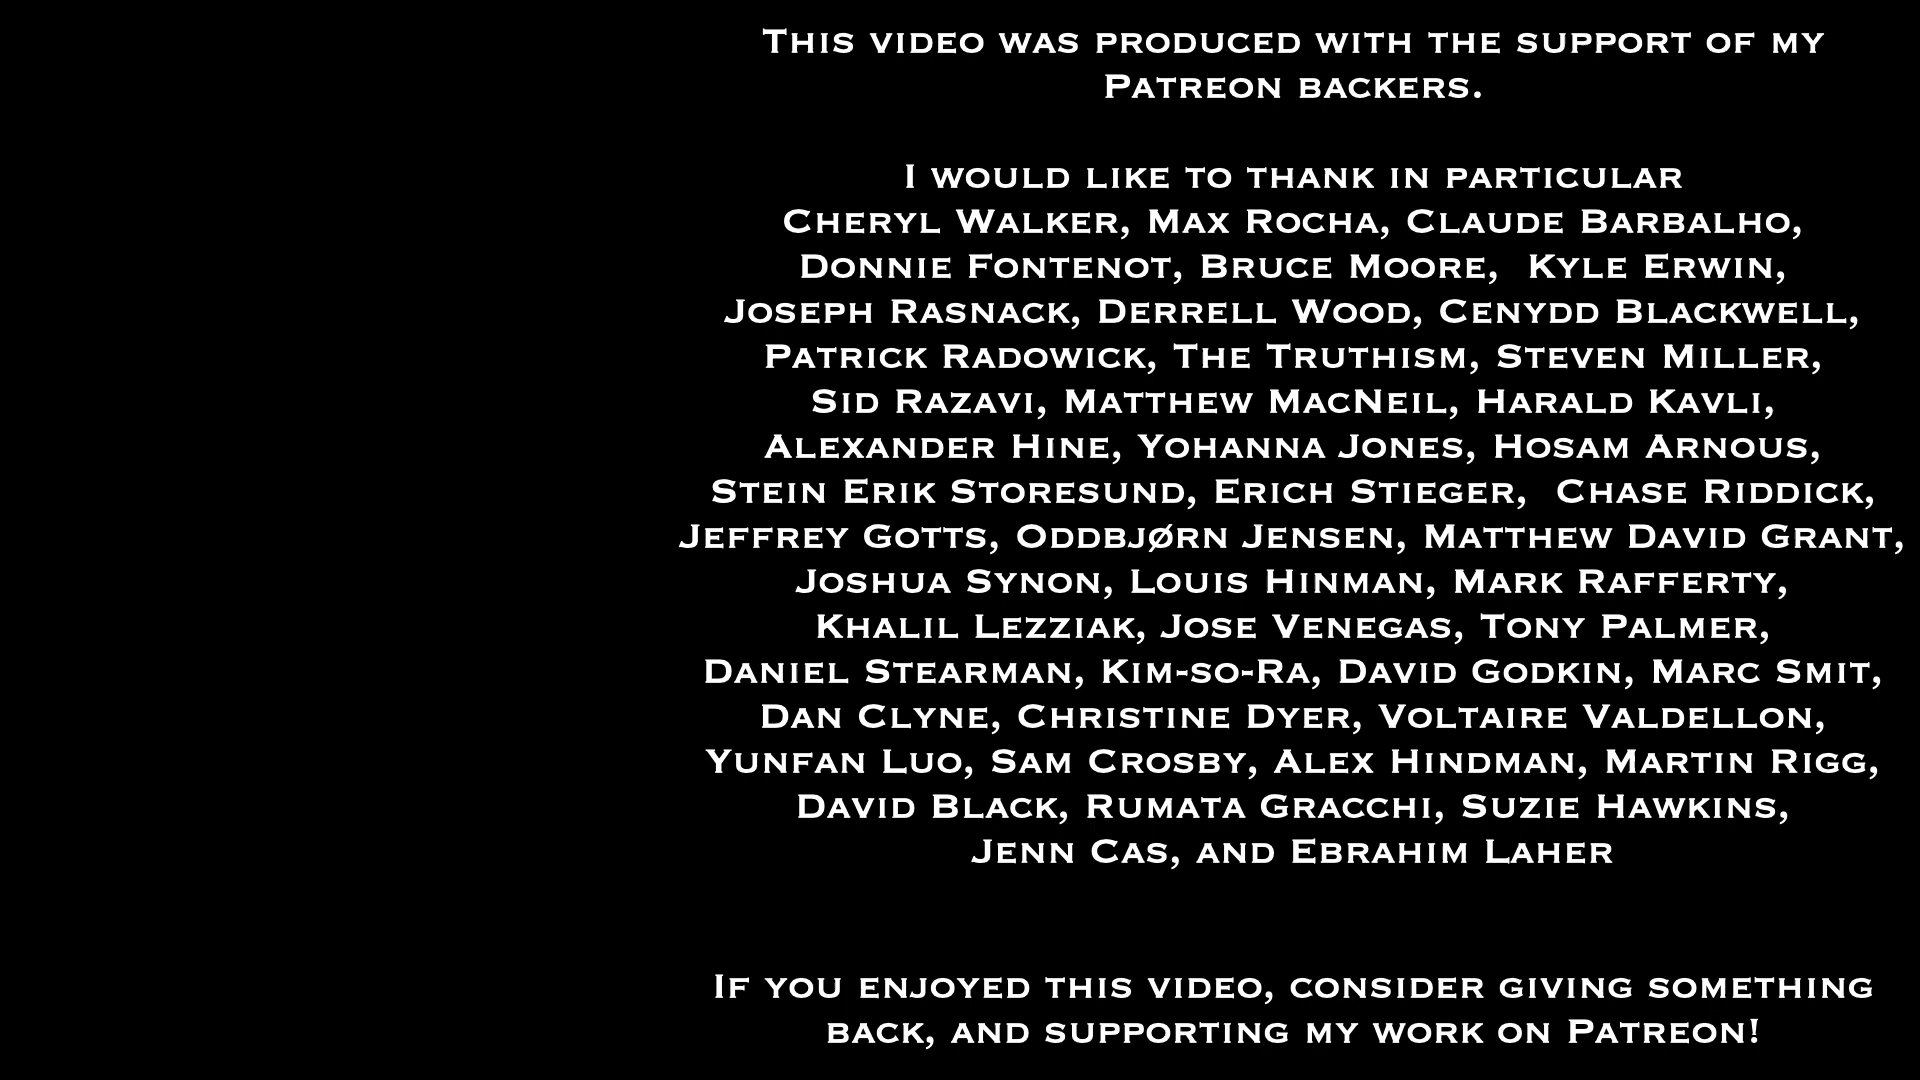 This video was produced with the support of my
Patreon backers.
I would like to thank in particular
Cheryl Walker, Max Rocha, Claude Barbalho,
Donnie Fontenot, Bruce Moore,  Kyle Erwin,
Joseph Rasnack, Derrell Wood, Cenydd Blackwell,
Patrick Radowick, The Truthism, Steven Miller,
Sid Razavi, Matthew MacNeil, Harald Kavli,
Alexander Hine, Yohanna Jones, Hosam Arnous,
Stein Erik Storesund, Erich Stieger,  Chase Riddick,
Jeffrey Gotts, Oddbjørn Jensen, Matthew David Grant,
Joshua Synon, Louis Hinman, Mark Rafferty,
Khalil Lezziak, Jose Venegas, Tony Palmer,
Daniel Stearman, Kim-so-Ra, David Godkin, Marc Smit,
Dan Clyne, Christine Dyer, Voltaire Valdellon,
Yunfan Luo, Sam Crosby, Alex Hindman, Martin Rigg,
David Black, Rumata Gracchi, Suzie Hawkins,
Jenn Cas, and Ebrahim Laher
If you enjoyed this video, consider giving something
back, and supporting my work on Patreon!